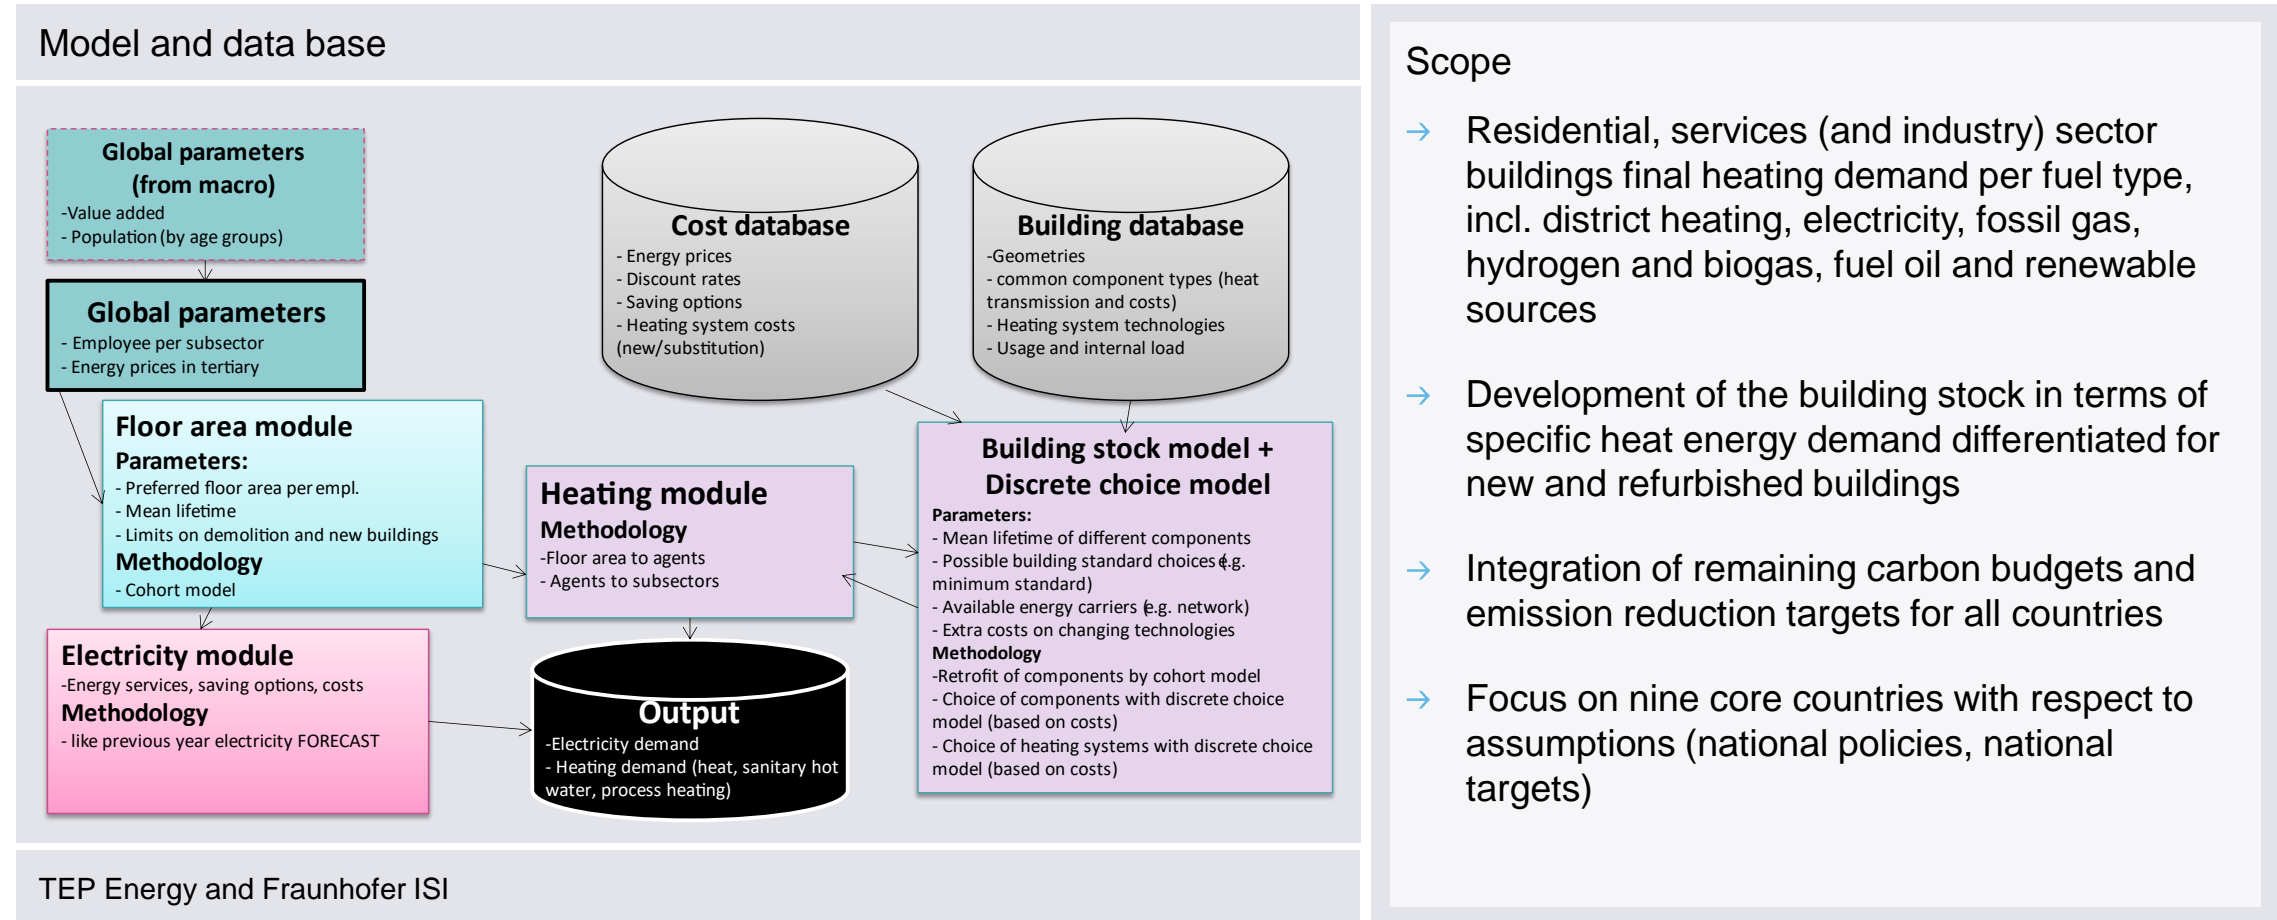 Model and data base
Global parameters
(from macro)
-Value added
- Population (by age groups)
Global parameters
- Employee per subsector
- Energy prices in tertiary
Floor area module
Parameters:
- Preferred floor area per empl.
- Mean lifetime
- Limits on demolition and new buildings
Methodology
- Cohort model
Electricity module
-Energy services, saving options, costs
Methodology
- like previous year electricity FORECAST
Cost database
- Energy prices
- Discount rates
- Saving options
- Heating system costs
(new/substitution)
Building database
-Geometries
- common component types (heat
transmission and costs)
- Heating system technologies
- Usage and internal load
Heating module
Methodology
-Floor area to agents
- Agents to subsectors
Building stock model +
Discrete choice model
Parameters:
- Mean lifetime of different components
- Possible building standard choices (e.g.
minimum standard)
- Available energy carriers (e.g. network)
- Extra costs on changing technologies
Methodology
-Retrofit of components by cohort model
- Choice of components with discrete choice
model (based on costs)
- Choice of heating systems with discrete choice
model (based on costs)
Output
-Electricity demand
- Heating demand (heat, sanitary hot
water, process heating)
TEP Energy and Fraunhofer ISI
Scope
→ Residential, services (and industry) sector
buildings final heating demand per fuel type,
incl. district heating, electricity, fossil gas,
hydrogen and biogas, fuel oil and renewable
sources
→ Development of the building stock in terms of
specific heat energy demand differentiated for
new and refurbished buildings
→ Integration of remaining carbon budgets and
emission reduction targets for all countries
→ Focus on nine core countries with respect to
assumptions (national policies, national
targets)